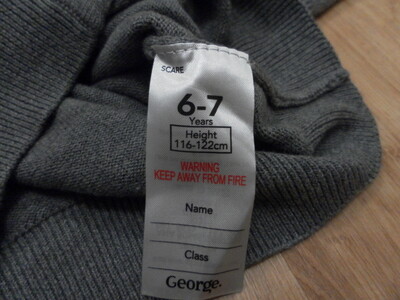 SCARE
6-7
Years
Height
116-122cm
WARNING
KEEP AWAY FROM FIRE
Name
Class
George.